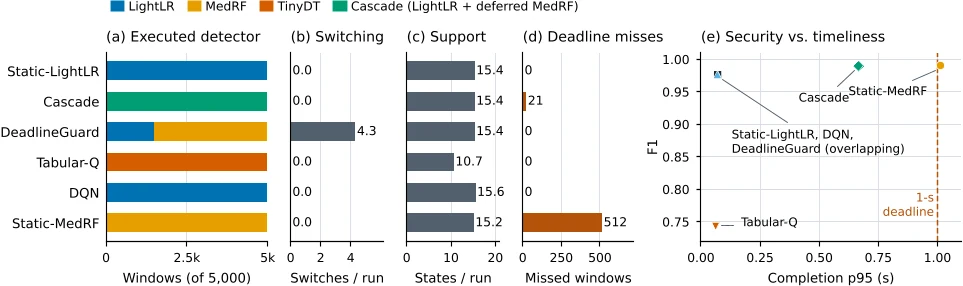 LightLR MedRF TinyDT Cascade (LightLR + deferred MedRF)
(a) Executed detector (b) Switching (c) Support (d) Deadline misses (e) Security vs. timeliness
Static-LightLR
Cascade
DeadlineGuard
Tabular-Q
DQN
Static-MedRF
0 2.5k 5k
Windows (of 5,000)
0.0
0.0
4.3
0.0
0.0
0.0
0 2 4
Switches / run
15.4
15.4
15.4
10.7
15.6
15.2
0 10 20
States / run
0
21
0
0
0
512
0 250 500
Missed windows
F1
1.00
0.95
0.90
0.85
0.80
0.75
Cascade
Static-MedRF
Static-LightLR, DQN,
DeadlineGuard (overlapping)
1-s
deadline
Tabular-Q
0.00 0.25 0.50 0.75 1.00
Completion p95 (s)